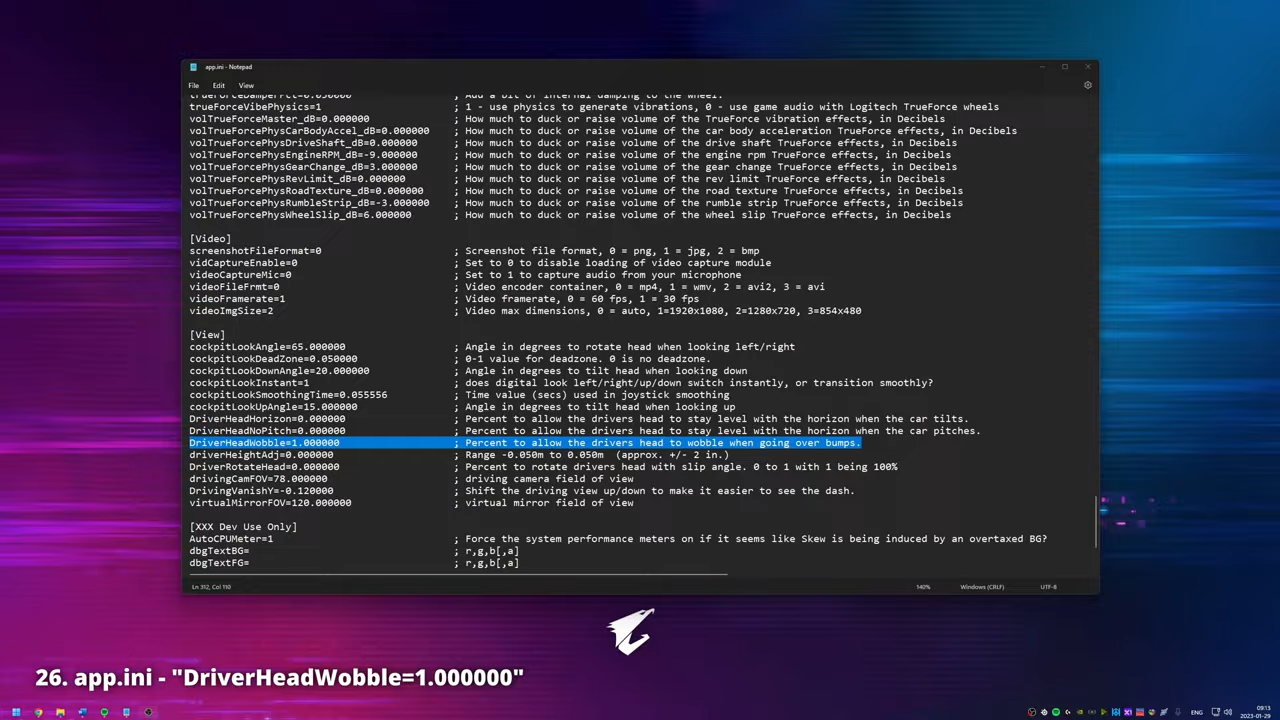 app.ini - Notepad
File Edit View
trueForceDamperPct=0.050000 ; Add a bit of internal damping to the wheel.
trueForceVibePhysics=1 ; 1 - use physics to generate vibrations, 0 - use game audio with Logitech TrueForce wheels
volTrueForceMaster_dB=0.000000 ; How much to duck or raise volume of the TrueForce vibration effects, in Decibels
volTrueForcePhysCarBodyAccel_dB=0.000000 ; How much to duck or raise volume of the car body acceleration TrueForce effects, in Decibels
volTrueForcePhysDriveShaft_dB=0.000000 ; How much to duck or raise volume of the drive shaft TrueForce effects, in Decibels
volTrueForcePhysEngineRPM_dB=-9.000000 ; How much to duck or raise volume of the engine rpm TrueForce effects, in Decibels
volTrueForcePhysGearChange_dB=3.000000 ; How much to duck or raise volume of the gear change TrueForce effects, in Decibels
volTrueForcePhysRevLimit_dB=0.000000 ; How much to duck or raise volume of the rev limit TrueForce effects, in Decibels
volTrueForcePhysRoadTexture_dB=0.000000 ; How much to duck or raise volume of the road texture TrueForce effects, in Decibels
volTrueForcePhysRumbleStrip_dB=-3.000000 ; How much to duck or raise volume of the rumble strip TrueForce effects, in Decibels
volTrueForcePhysWheelSlip_dB=6.000000 ; How much to duck or raise volume of the wheel slip TrueForce effects, in Decibels
[Video]
screenshotFileFormat=0 ; Screenshot file format, 0 = png, 1 = jpg, 2 = bmp
vidCaptureEnable=0 ; Set to 0 to disable loading of video capture module
videoCaptureMic=0 ; Set to 1 to capture audio from your microphone
videoFileFrmt=0 ; Video encoder container, 0 = mp4, 1 = wmv, 2 = avi2, 3 = avi
videoFramerate=1 ; Video framerate, 0 = 60 fps, 1 = 30 fps
videoImgSize=2 ; Video max dimensions, 0 = auto, 1=1920x1080, 2=1280x720, 3=854x480
[View]
cockpitLookAngle=65.000000 ; Angle in degrees to rotate head when looking left/right
cockpitLookDeadZone=0.050000 ; 0-1 value for deadzone. 0 is no deadzone.
cockpitLookDownAngle=20.000000 ; Angle in degrees to tilt head when looking down
cockpitLookInstant=1 ; does digital look left/right/up/down switch instantly, or transition smoothly?
cockpitLookSmoothingTime=0.055556 ; Time value (secs) used in joystick smoothing
cockpitLookUpAngle=15.000000 ; Angle in degrees to tilt head when looking up
DriverHeadHorizon=0.000000 ; Percent to allow the drivers head to stay level with the horizon when the car tilts.
DriverHeadNoPitch=0.000000 ; Percent to allow the drivers head to stay level with the horizon when the car pitches.
DriverHeadWobble=1.000000 ; Percent to allow the drivers head to wobble when going over bumps.
driverHeightAdj=0.000000 ; Range -0.050m to 0.050m (approx. +/- 2 in.)
DriverRotateHead=0.000000 ; Percent to rotate drivers head with slip angle. 0 to 1 with 1 being 100%
drivingCamFOV=78.000000 ; driving camera field of view
DrivingVanishY=-0.120000 ; Shift the driving view up/down to make it easier to see the dash.
virtualMirrorFOV=120.000000 ; virtual mirror field of view
[XXX Dev Use Only]
AutoCPUMeter=1 ; Force the system performance meters on if it seems like Skew is being induced by an overtaxed BG?
dbgTextBG= ; r,g,b[,a]
dbgTextFG= ; r,g,b[,a]
Ln 312, Col 110 140% Windows (CRLF) UTF-8
26. app.ini - "DriverHeadWobble=1.000000"
ENG 09:13
2023-01-29